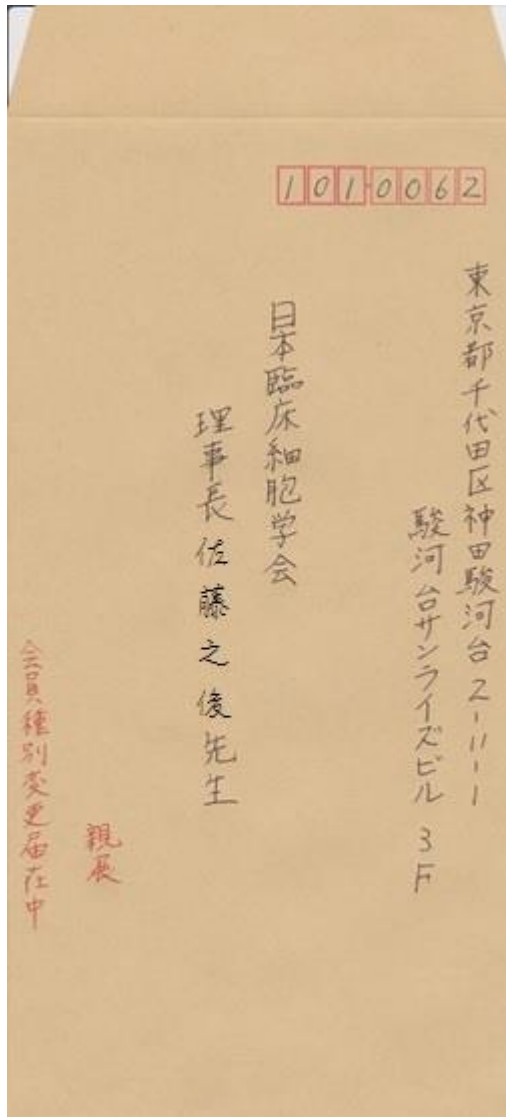 1010062
東京都千代田区神田駿河台2-11-1
駿河台サンライズビル 3F
日本臨床細胞学会
理事長佐藤之俊先生
親展
会員種別変更届在中